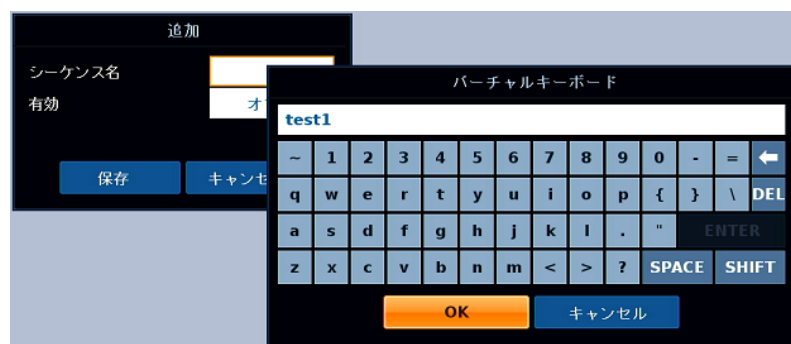 追加
シーケンス名
有効
オ
保存
キャンセ
バーチャルキーボード
test1
~ 1 2 3 4 5 6 7 8 9 0 - =
q w e r t y u i o p { } \ DEL
a s d f g h j k l . " ENTER
z x c v b n m < > ? SPACE SHIFT
OK
キャンセル